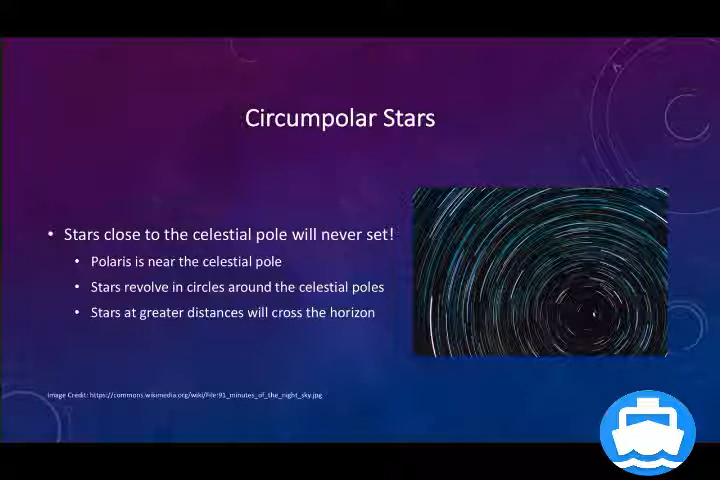 Circumpolar Stars
• Stars close to the celestial pole will never set!
• Polaris is near the celestial pole
• Stars revolve in circles around the celestial poles
• Stars at greater distances will cross the horizon
Image Credit: https://commons.wikimedia.org/wiki/File:91_minutes_of_the_night_sky.jpg